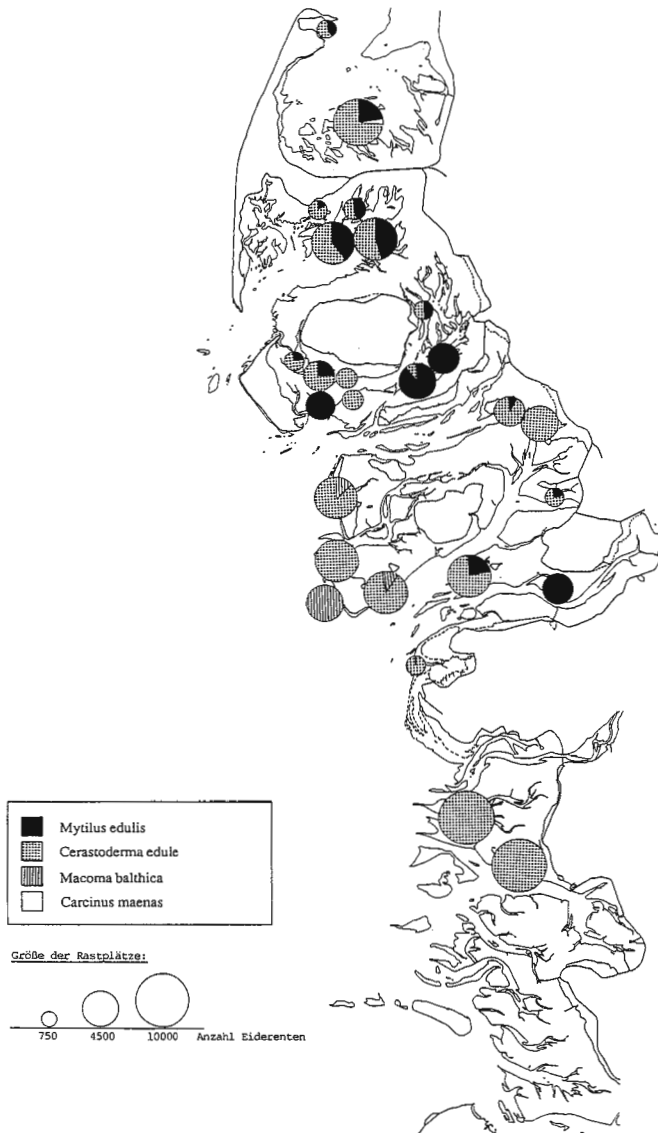 Mytilus edulis
Cerastoderma edule
Macoma balthica
Carcinus maenas
Größe der Rastplätze:
750 4500 10000 Anzahl Eiderenten